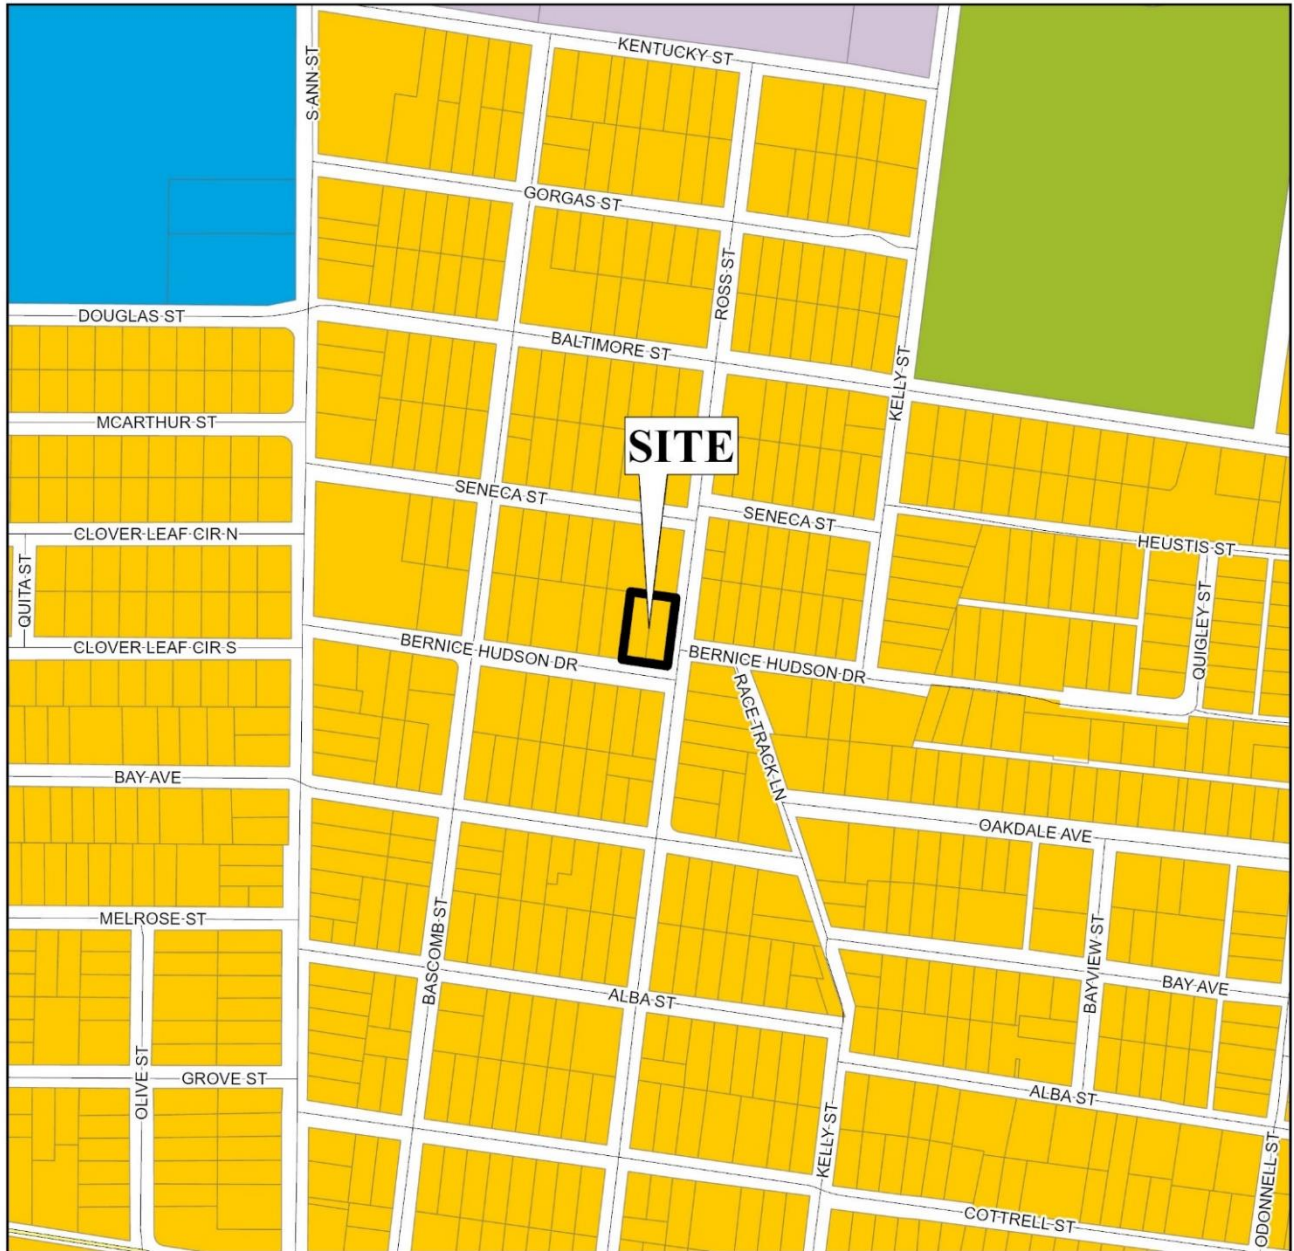 KENTUCKY ST
S ANN ST
GORGAS ST
ROSS ST
DOUGLAS ST
BALTIMORE ST
KELLY ST
MCARTHUR ST
SITE
SENECA ST
SENECA ST
CLOVER LEAF CIR N
HEUSTIS ST
QUITA ST
QUIGLEY ST
CLOVER LEAF CIR S
BERNICE HUDSON DR
BERNICE HUDSON DR
RACE TRACK LN
BAY AVE
OAKDALE AVE
MELROSE ST
BASCOMB ST
BAYVIEW ST
BAY AVE
ALBA ST
OLIVE ST
GROVE ST
ALBA ST
KELLY ST
ODONNELL ST
COTTRELL ST